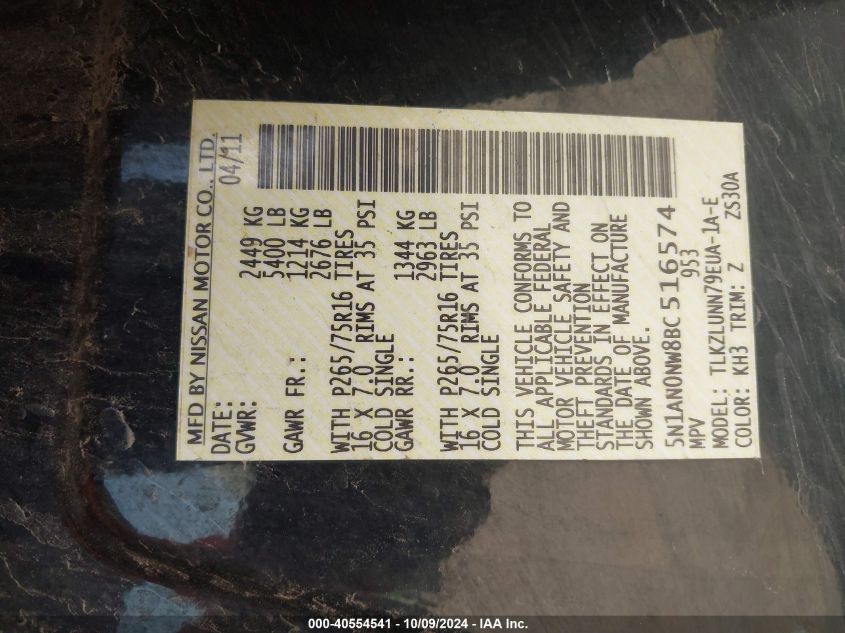 MFD BY NISSAN MOTOR CO., LTD.
DATE: 04/11
GVWR: 2449 KG
5400 LB
GAWR FR.: 1214 KG
2676 LB
WITH P265/75R16 TIRES
16 X 7.0 RIMS AT 35 PSI
COLD SINGLE
GAWR RR.: 1344 KG
2963 LB
WITH P265/75R16 TIRES
16 X 7.0 RIMS AT 35 PSI
COLD SINGLE
THIS VEHICLE CONFORMS TO
ALL APPLICABLE FEDERAL
MOTOR VEHICLE SAFETY AND
THEFT PREVENTION
STANDARDS IN EFFECT ON
THE DATE OF MANUFACTURE
SHOWN ABOVE.
5N1AN0NW8BC516574
MPV 953
MODEL: TLKZLUNN79EUA-1A-E
COLOR: KH3 TRIM: Z ZS30A
000-40554541 - 10/09/2024 - IAA Inc.